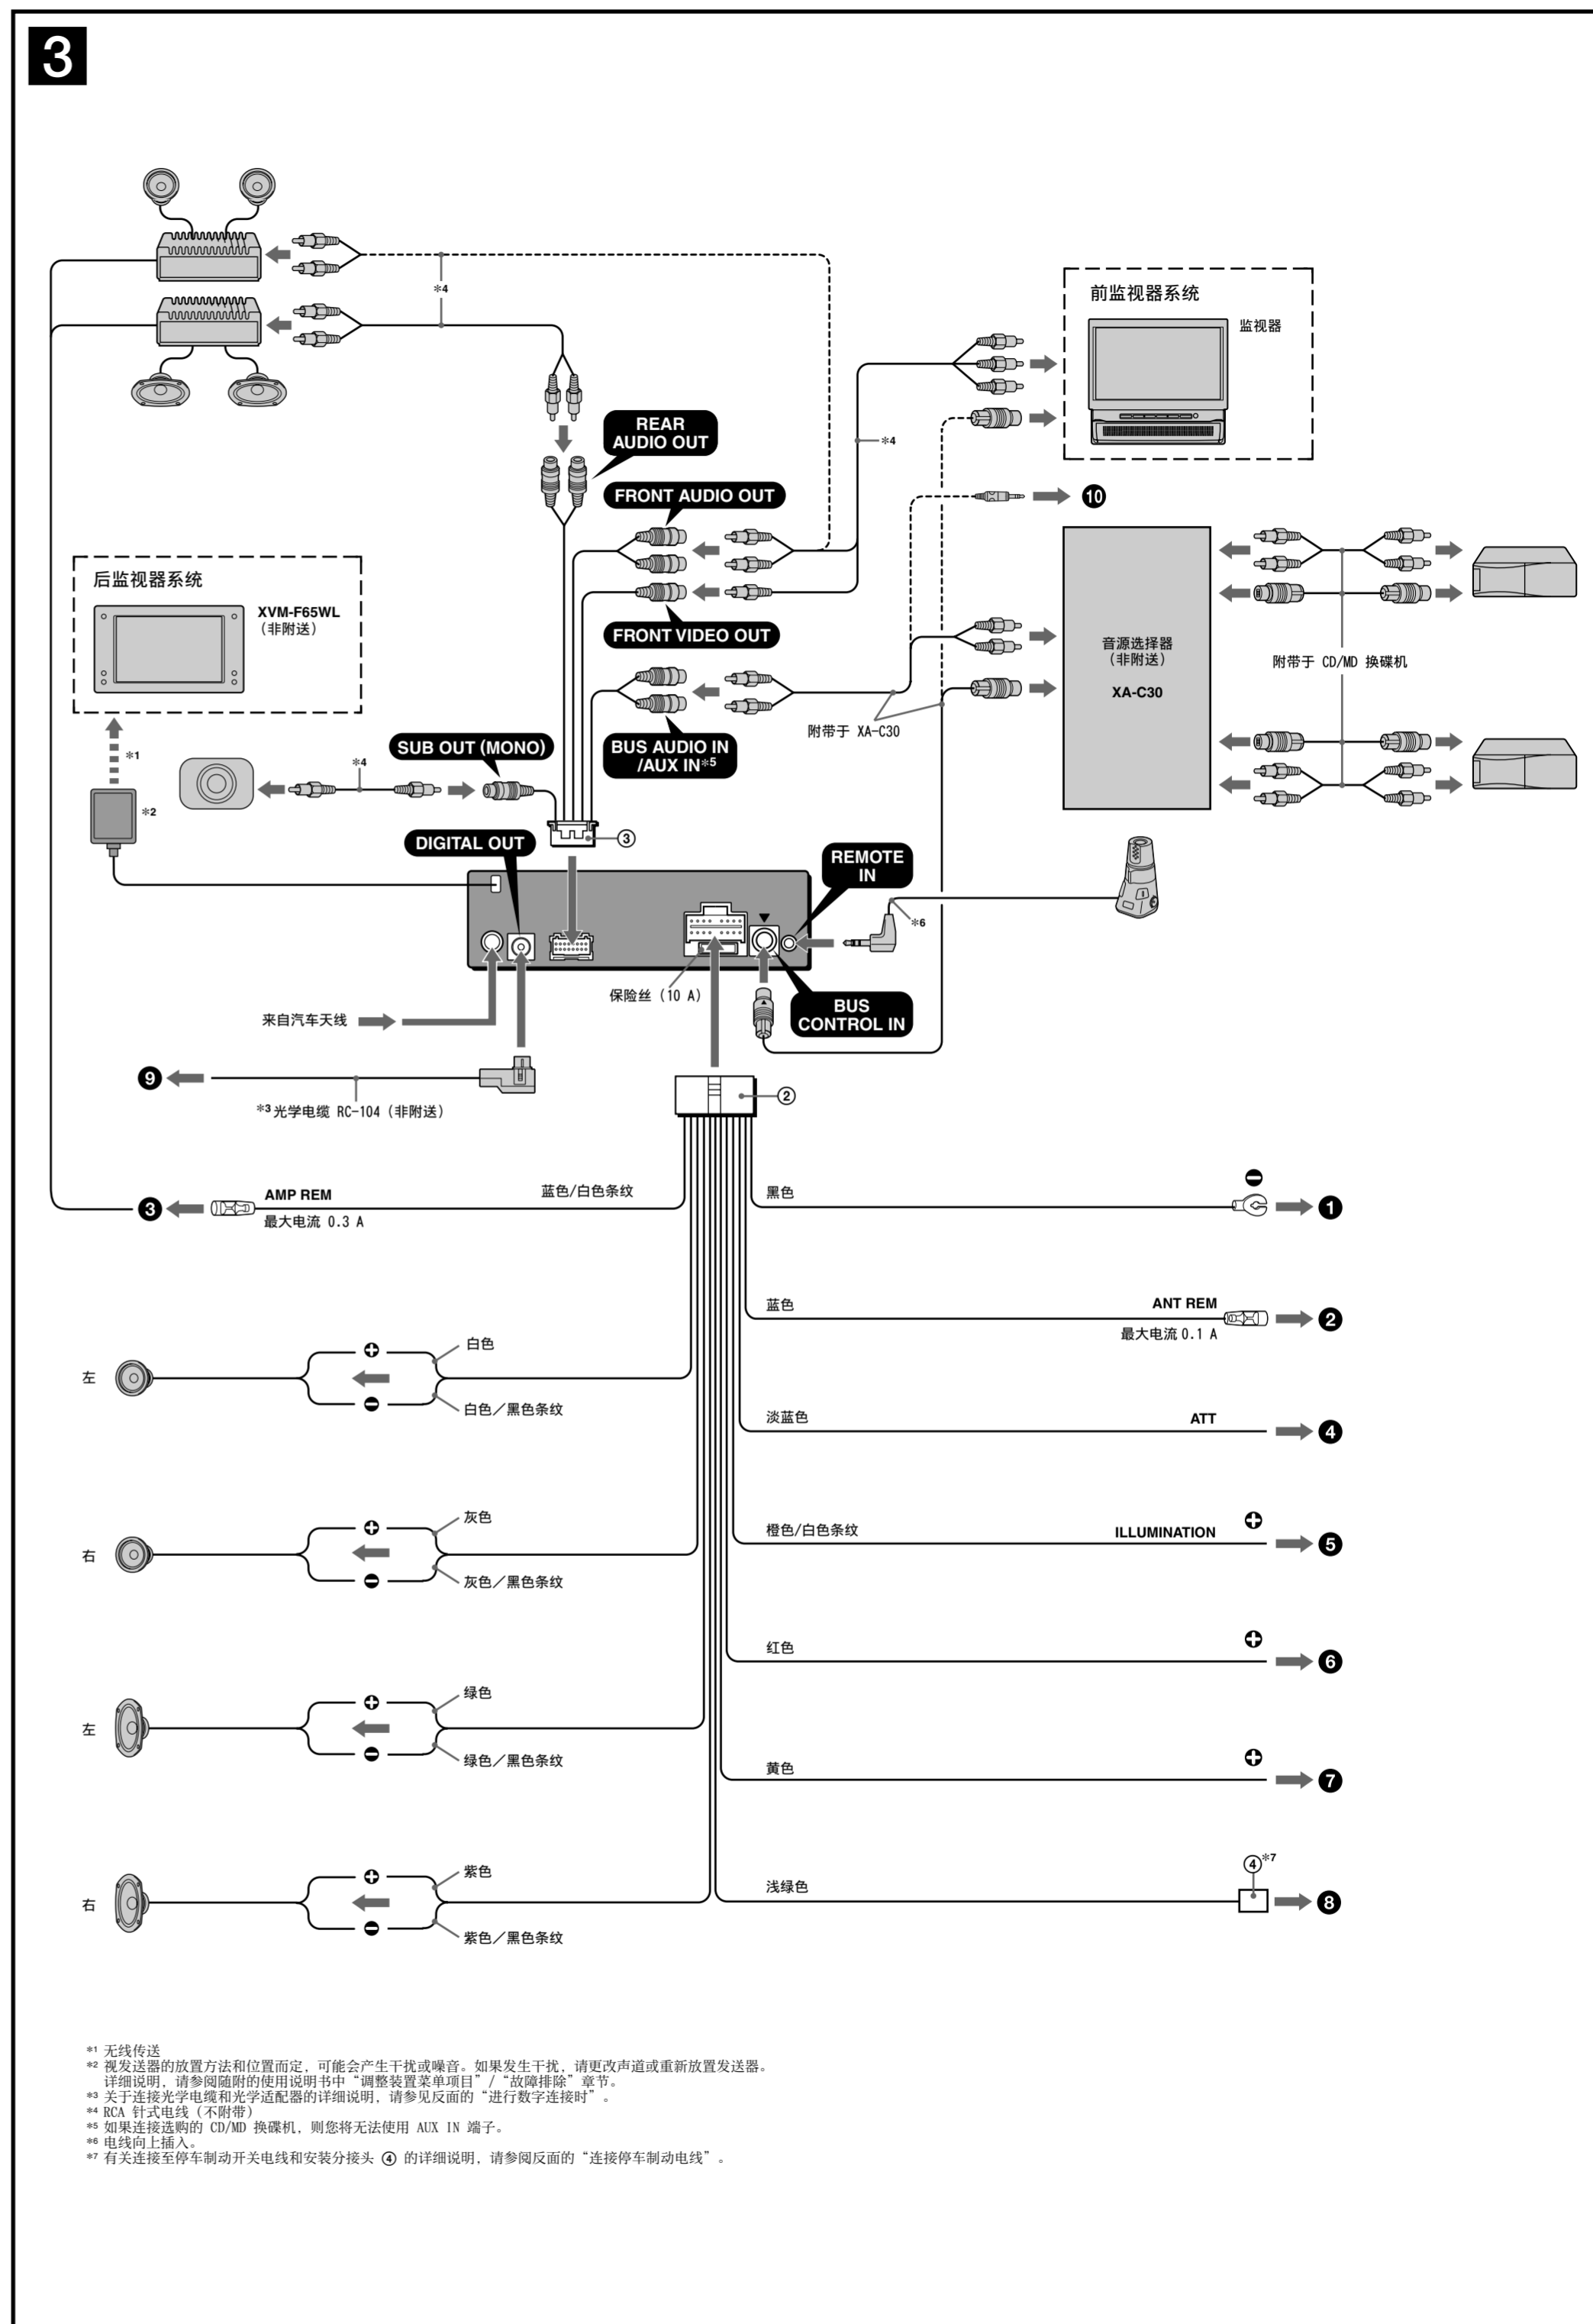 3
*4
前监视器系统
监视器
REAR
AUDIO OUT
*4
FRONT AUDIO OUT
10
后监视器系统
XVM-F65WL
(非附送)
FRONT VIDEO OUT
音源选择器
(非附送)
XA-C30
附带于 CD/MD 换碟机
附带于 XA-C30
SUB OUT (MONO)
BUS AUDIO IN
/AUX IN*5
*1
*4
*2
3
DIGITAL OUT
REMOTE
IN
*6
保险丝 (10 A)
BUS
CONTROL IN
来自汽车天线
9
*3 光学电缆 RC-104 (非附送)
2
3
AMP REM
最大电流 0.3 A
蓝色/白色条纹
黑色
1
蓝色
ANT REM
最大电流 0.1 A
2
左
白色
白色／黑色条纹
淡蓝色
ATT
4
右
灰色
灰色／黑色条纹
橙色/白色条纹
ILLUMINATION
5
红色
6
左
绿色
绿色／黑色条纹
黄色
7
右
紫色
紫色／黑色条纹
浅绿色
4*7
8
*1 无线传送
*2 视发送器的放置方法和位置而定，可能会产生干扰或噪音。如果发生干扰，请更改声道或重新放置发送器。
详细说明，请参阅随附的使用说明书中“调整装置菜单项目”/“故障排除”章节。
*3 关于连接光学电缆和光学适配器的详细说明，请参见反面的“进行数字连接时”。
*4 RCA 针式电线 (不附带)
*5 如果连接选购的 CD/MD 换碟机，则您将无法使用 AUX IN 端子。
*6 电线向上插入。
*7 有关连接至停车制动开关电线和安装分接头 ④ 的详细说明，请参阅反面的“连接停车制动电线”。